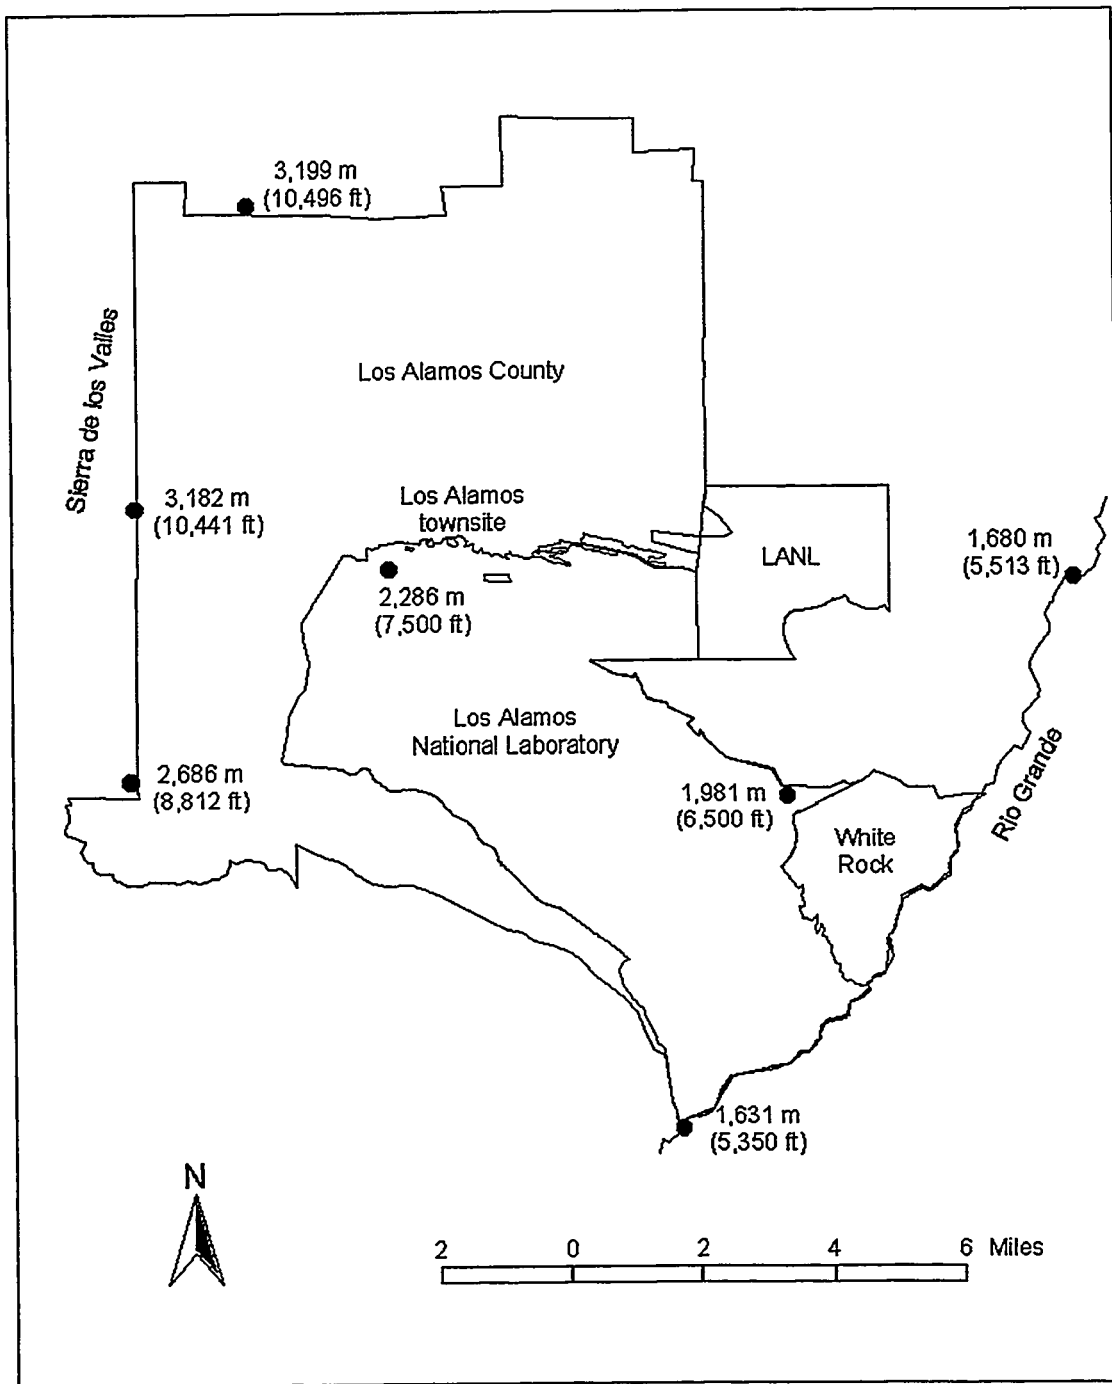 3,199 m
(10,496 ft)
Sierra de los Valles
Los Alamos County
3,182 m
(10,441 ft)
Los Alamos
townsite
2,286 m
(7,500 ft)
LANL
1,680 m
(5,513 ft)
Los Alamos
National Laboratory
2,686 m
(8,812 ft)
1,981 m
(6,500 ft)
White
Rock
Rio Grande
1,631 m
(5,350 ft)
N
2 0 2 4 6 Miles